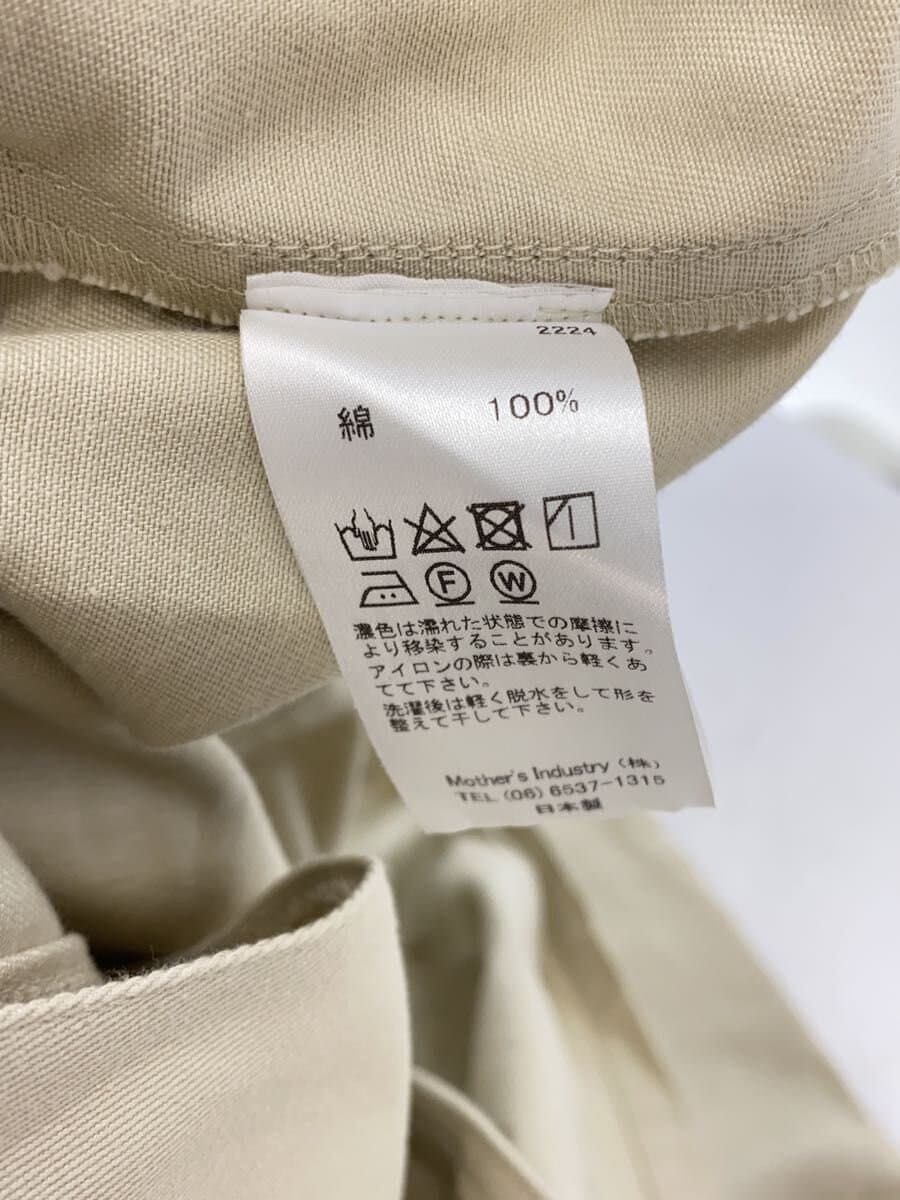 2224
綿 100%
F W
濃色は濡れた状態での摩擦に
より移染することがあります。
アイロンの際は裏から軽くあ
てて下さい。
洗濯後は軽く脱水をして形を
整えて干して下さい。
Mother's Industry (株)
TEL (06) 6537-1315
日本製